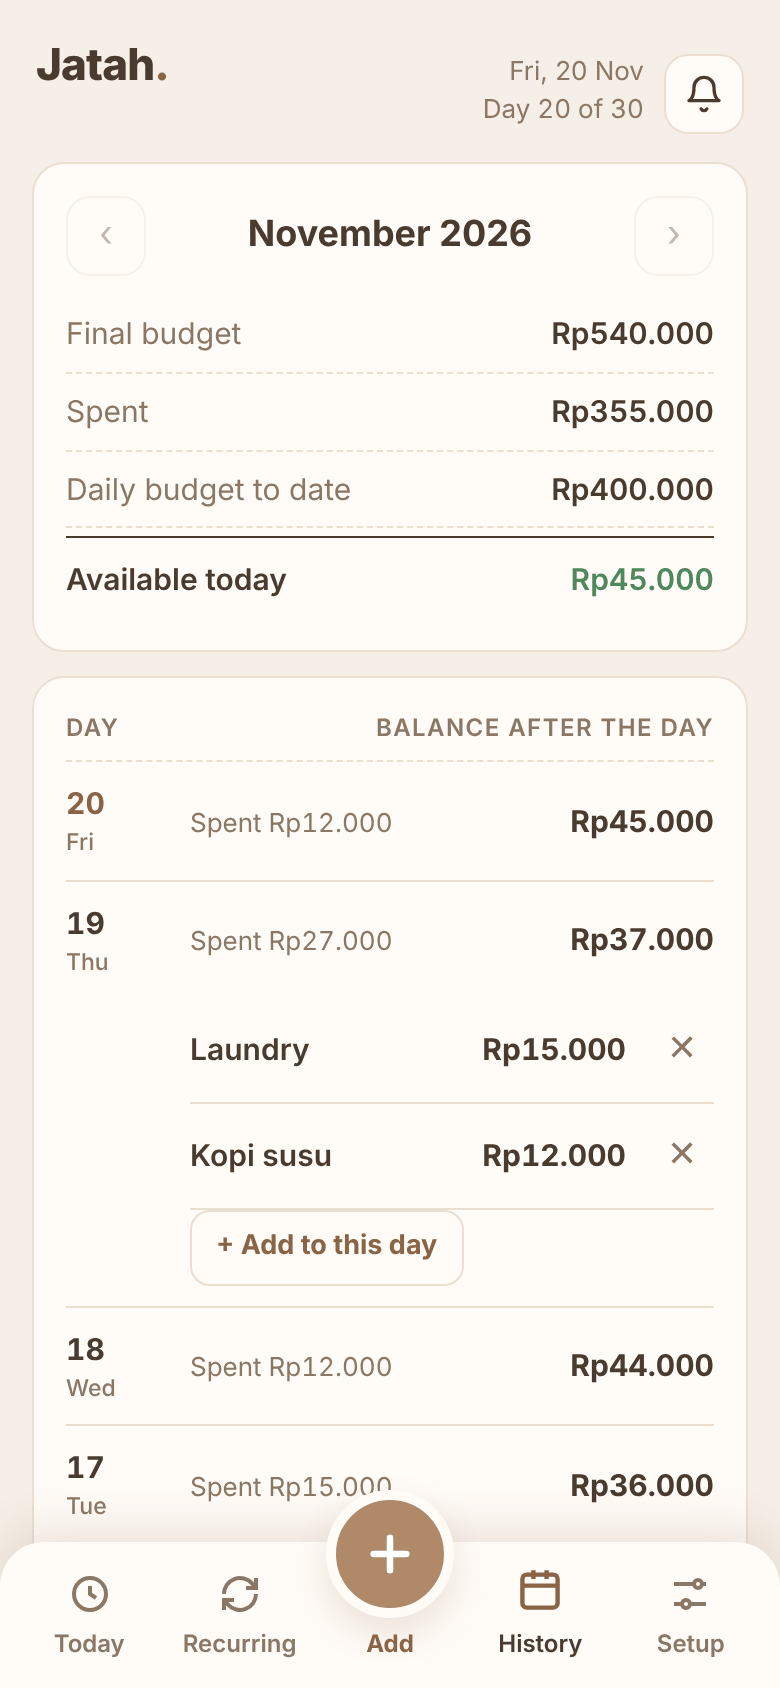 Jatah.
Fri, 20 Nov
Day 20 of 30
‹ November 2026 ›
Final budget Rp540.000
Spent Rp355.000
Daily budget to date Rp400.000
Available today Rp45.000
DAY BALANCE AFTER THE DAY
20 Fri Spent Rp12.000 Rp45.000
19 Thu Spent Rp27.000 Rp37.000
Laundry Rp15.000 ✕
Kopi susu Rp12.000 ✕
+ Add to this day
18 Wed Spent Rp12.000 Rp44.000
17 Tue Spent Rp15.000 Rp36.000
Today Recurring Add History Setup